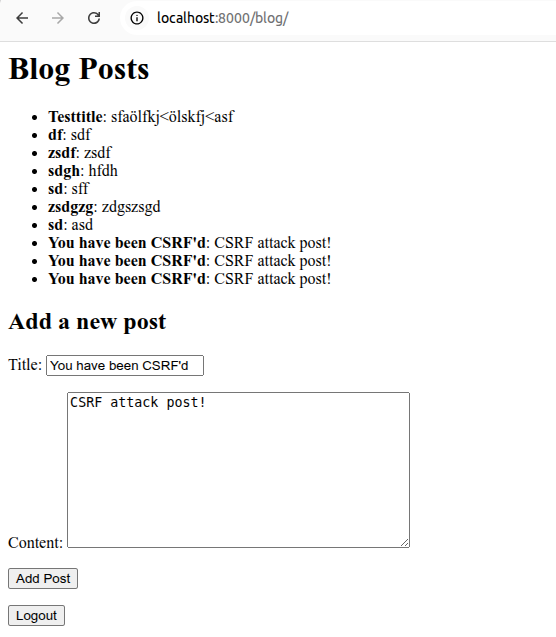 localhost:8000/blog/
Blog Posts
Testtitle: sfaölfkj<ölskfj<asf
df: sdf
zsdf: zsdf
sdgh: hfdh
sd: sff
zsdgzg: zdgszsgd
sd: asd
You have been CSRF'd: CSRF attack post!
You have been CSRF'd: CSRF attack post!
You have been CSRF'd: CSRF attack post!
Add a new post
Title: You have been CSRF'd
CSRF attack post!
Content:
Add Post
Logout